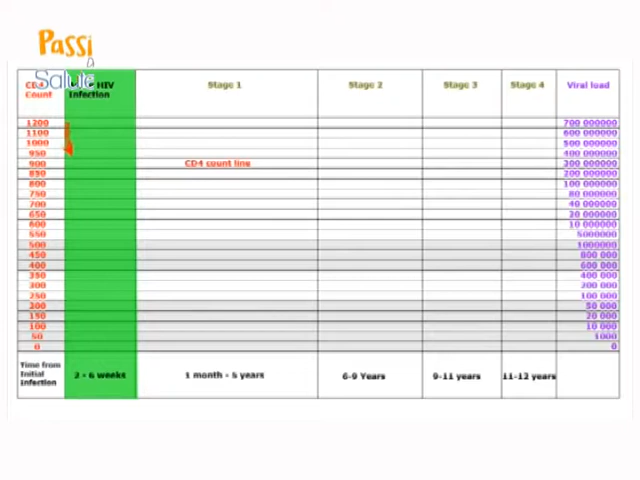 Passi
Salute
CD4 Count
HIV Infection
Stage 1
Stage 2
Stage 3
Stage 4
Viral load
1200 700 000000
1100 600 000000
1000 500 000000
950 400 000000
900 CD4 count line 300 000000
850 200 000000
800 100 000000
750 80 000000
700 40 000000
650 20 000000
600 10 000000
550 5000000
500 1000000
450 800 000
400 600 000
350 400 000
300 200 000
250 100 000
200 50 000
150 20 000
100 10 000
50 1000
0 0
Time from Initial Infection
2 - 6 weeks
1 month - 5 years
6-9 Years
9-11 years
11-12 years